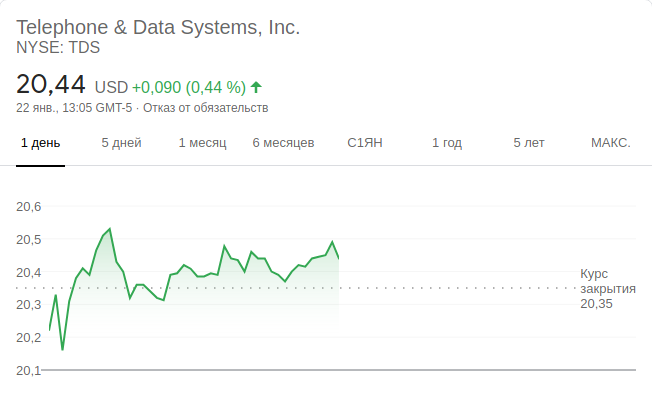 Telephone & Data Systems, Inc.
NYSE: TDS
20,44 USD +0,090 (0,44 %)
22 янв., 13:05 GMT-5 · Отказ от обязательств
1 день 5 дней 1 месяц 6 месяцев С1ЯН 1 год 5 лет МАКС.
20,6
20,5
20,4
20,3
20,2
20,1
Курс
закрытия
20,35